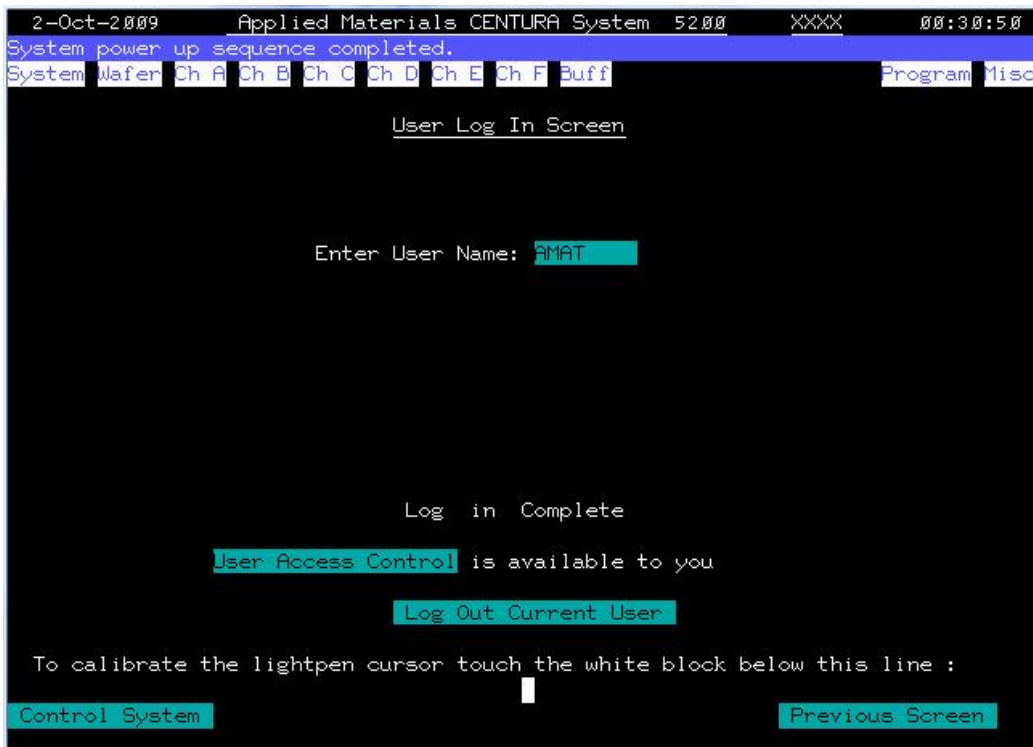 2-Oct-2009 Applied Materials CENTURA System 5200 XXXX 00:30:50
System power up sequence completed.
System Wafer Ch A Ch B Ch C Ch D Ch E Ch F Buff Program Misc
User Log In Screen
Enter User Name: AMAT
Log in Complete
User Access Control is available to you
Log Out Current User
To calibrate the lightpen cursor touch the white block below this line :
Control System Previous Screen